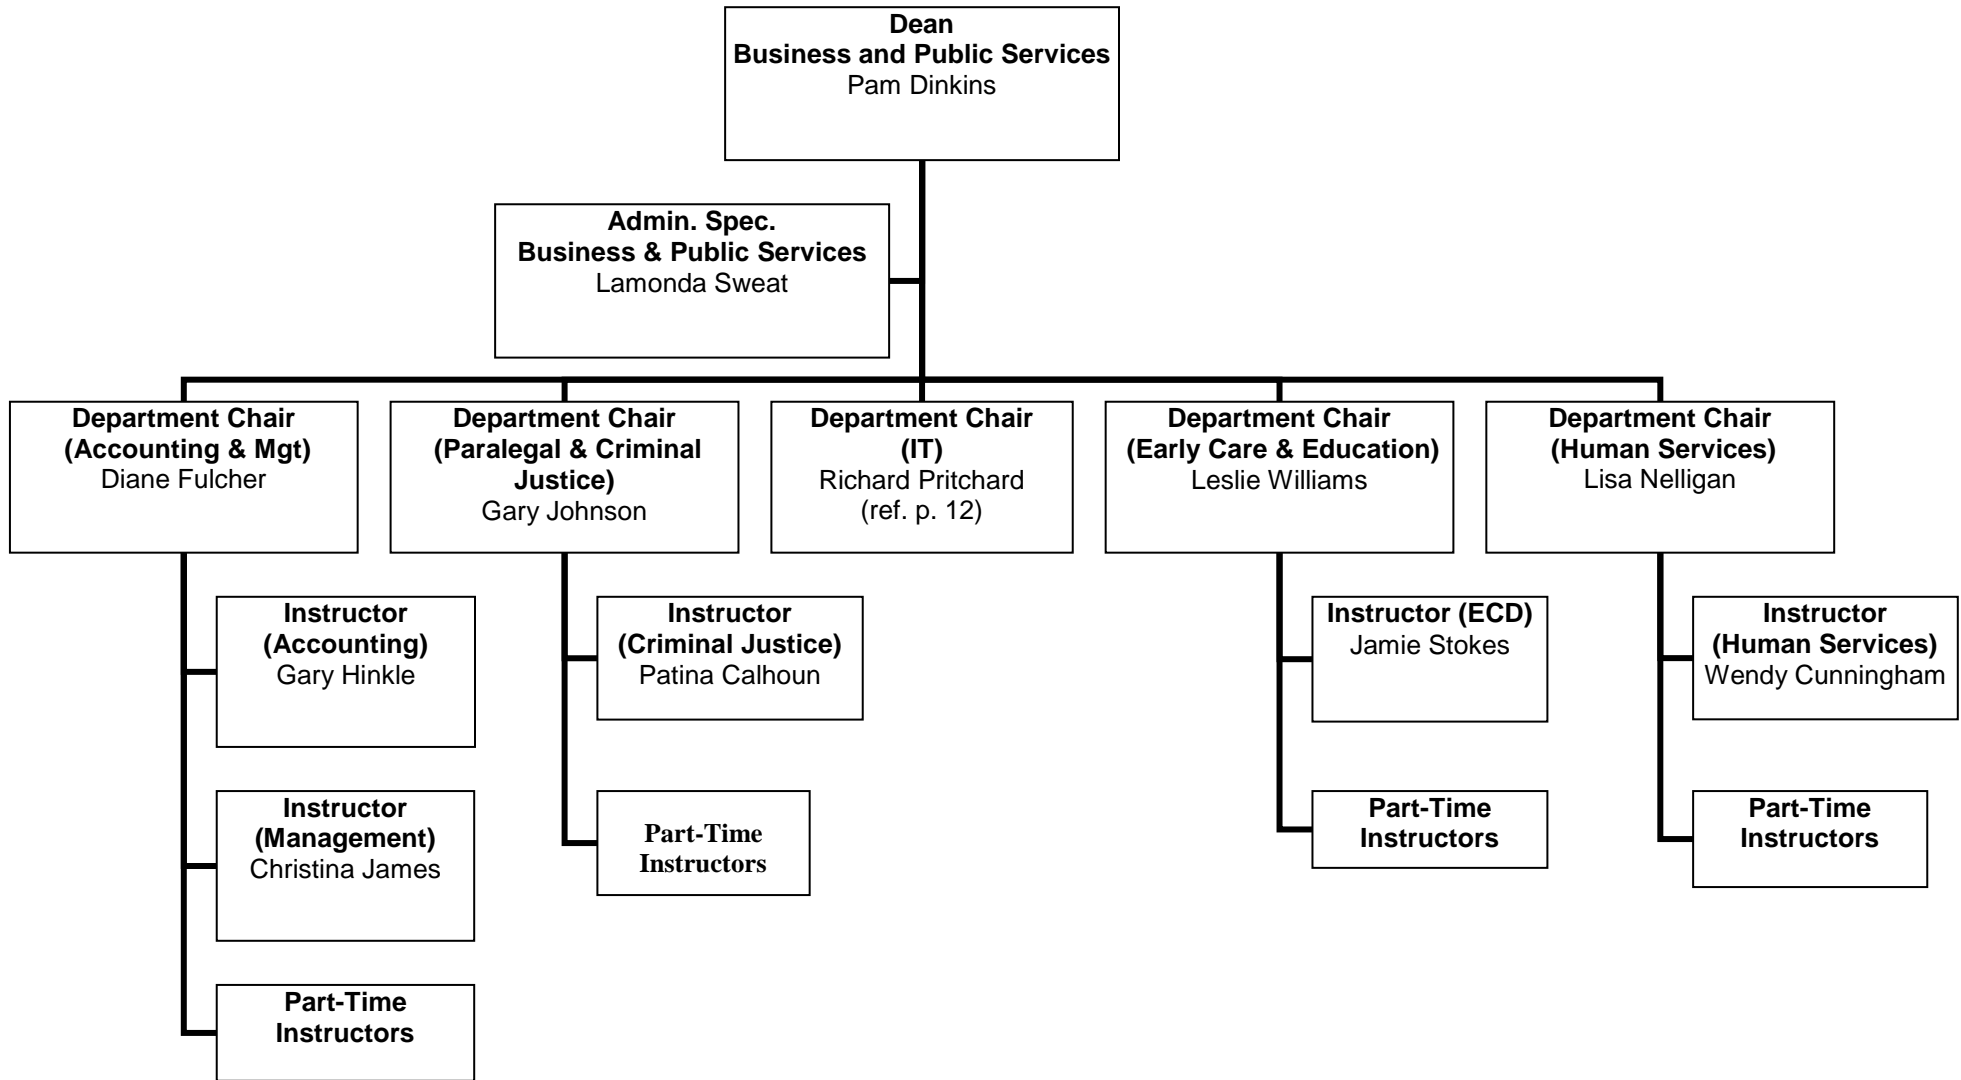 Dean
Business and Public Services
Pam Dinkins
Admin. Spec.
Business & Public Services
Lamonda Sweat
Department Chair
(Accounting & Mgt)
Diane Fulcher
Department Chair
(Paralegal & Criminal
Justice)
Gary Johnson
Department Chair
(IT)
Richard Pritchard
(ref. p. 12)
Department Chair
(Early Care & Education)
Leslie Williams
Department Chair
(Human Services)
Lisa Nelligan
Instructor
(Accounting)
Gary Hinkle
Instructor
(Management)
Christina James
Part-Time
Instructors
Instructor
(Criminal Justice)
Patina Calhoun
Part-Time
Instructors
Instructor (ECD)
Jamie Stokes
Part-Time
Instructors
Instructor
(Human Services)
Wendy Cunningham
Part-Time
Instructors